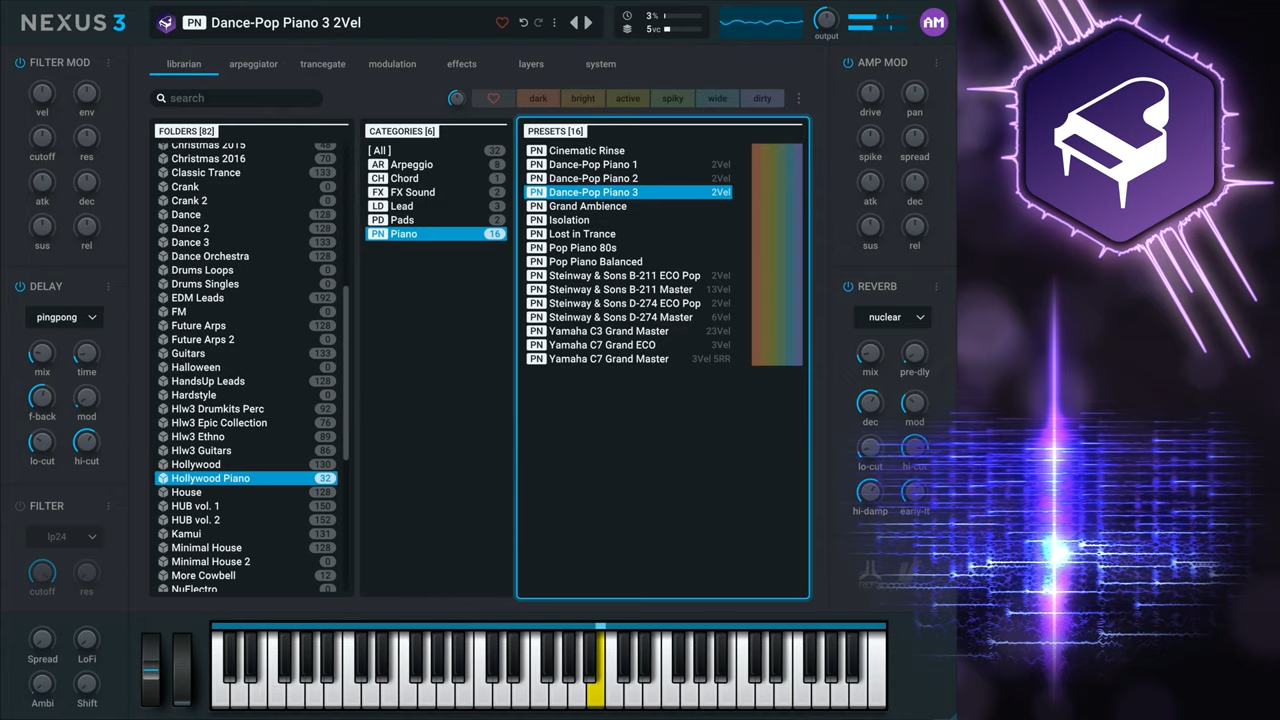 NEXUS 3
PN Dance-Pop Piano 3 2Vel
3%
5vc
output
AM
FILTER MOD
vel env
cutoff res
atk dec
sus rel
DELAY
pingpong
mix time
f-back mod
lo-cut hi-cut
FILTER
lp24
cutoff res
Spread LoFi
Ambi Shift
librarian arpeggiator trancegate modulation effects layers system
search
dark bright active spiky wide dirty
FOLDERS [82]
Christmas 2015 48
Christmas 2016 70
Classic Trance 133
Crank 0
Crank 2 0
Dance 128
Dance 2 128
Dance 3 133
Dance Orchestra 128
Drums Loops 0
Drums Singles 0
EDM Leads 192
FM 0
Future Arps 128
Future Arps 2 0
Guitars 133
Halloween 0
HandsUp Leads 128
Hardstyle 0
Hlw3 Drumkits Perc 92
Hlw3 Epic Collection 76
Hlw3 Ethno 89
Hlw3 Guitars 86
Hollywood 130
Hollywood Piano 32
House 128
HUB vol. 1 150
HUB vol. 2 152
Kamui 131
Minimal House 128
Minimal House 2 0
More Cowbell 12
NuElectro 0
CATEGORIES [6]
[ All ] 32
AR Arpeggio 8
CH Chord 1
FX FX Sound 2
LD Lead 3
PD Pads 2
PN Piano 16
PRESETS [16]
PN Cinematic Rinse
PN Dance-Pop Piano 1 2Vel
PN Dance-Pop Piano 2 2Vel
PN Dance-Pop Piano 3 2Vel
PN Grand Ambience
PN Isolation
PN Lost in Trance
PN Pop Piano 80s
PN Pop Piano Balanced
PN Steinway & Sons B-211 ECO Pop 2Vel
PN Steinway & Sons B-211 Master 13Vel
PN Steinway & Sons D-274 ECO Pop 2Vel
PN Steinway & Sons D-274 Master 6Vel
PN Yamaha C3 Grand Master 23Vel
PN Yamaha C7 Grand ECO 3Vel
PN Yamaha C7 Grand Master 3Vel 5RR
AMP MOD
drive pan
spike spread
atk dec
sus rel
REVERB
nuclear
mix pre-dly
dec mod
lo-cut hi-cut
hi-damp early-lt